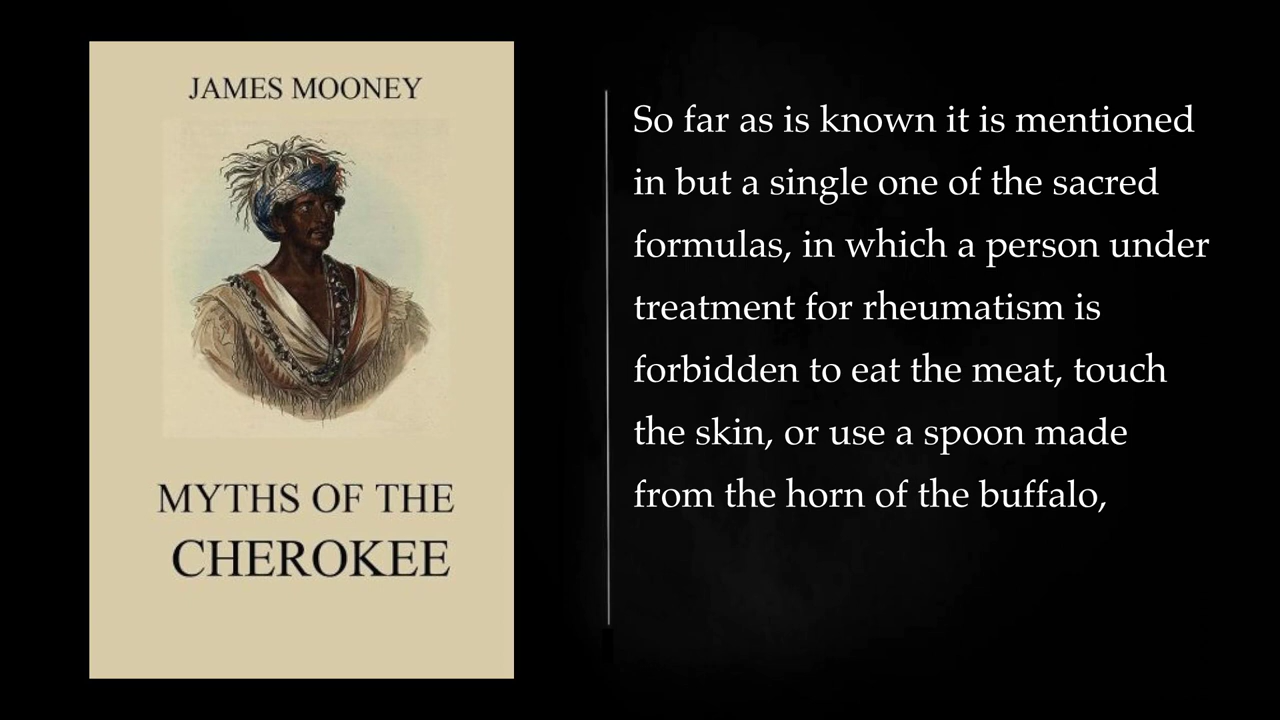 JAMES MOONEY
MYTHS OF THE
CHEROKEE
So far as is known it is mentioned
in but a single one of the sacred
formulas, in which a person under
treatment for rheumatism is
forbidden to eat the meat, touch
the skin, or use a spoon made
from the horn of the buffalo,